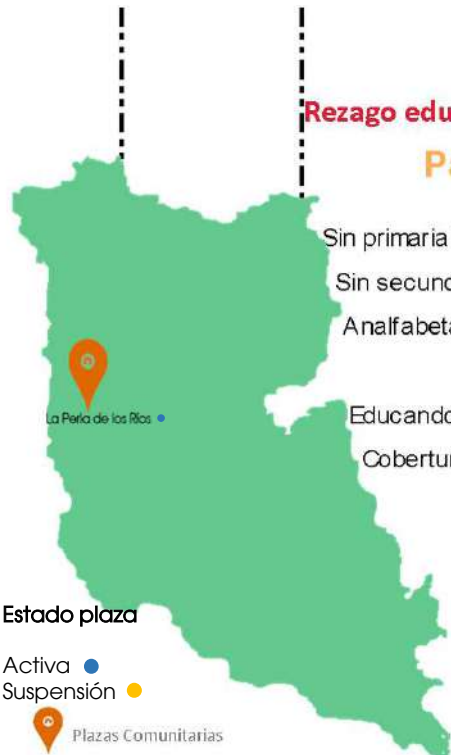 Rezago edu
Pa
Sin primaria
Sin secund
Analfabeta
La Perla de los Ríos
Educando
Cobertur
Estado plaza
Activa
Suspensión
Plazas Comunitarias